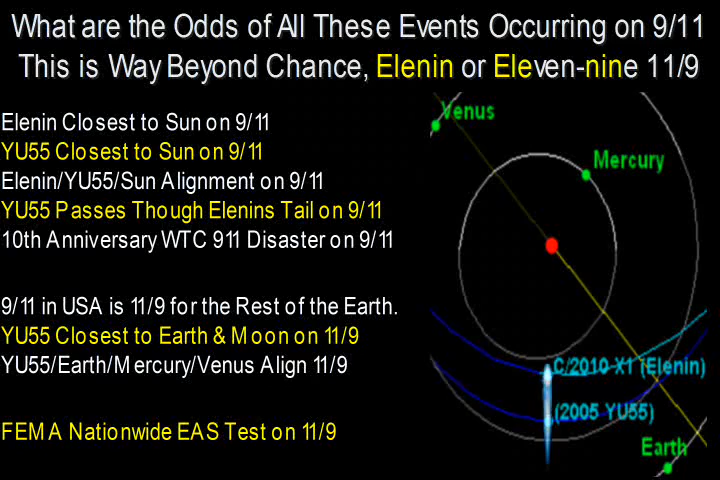 What are the Odds of All These Events Occurring on 9/11
This is Way Beyond Chance, Elenin or Eleven-nine 11/9
Elenin Closest to Sun on 9/11
YU55 Closest to Sun on 9/11
Elenin/YU55/Sun Alignment on 9/11
YU55 Passes Though Elenins Tail on 9/11
10th Anniversary WTC 911 Disaster on 9/11
9/11 in USA is 11/9 for the Rest of the Earth.
YU55 Closest to Earth & Moon on 11/9
YU55/Earth/Mercury/Venus Align 11/9
FEMA Nationwide EAS Test on 11/9
Venus
Mercury
C/2010 X1 (Elenin)
(2005 YU55)
Earth